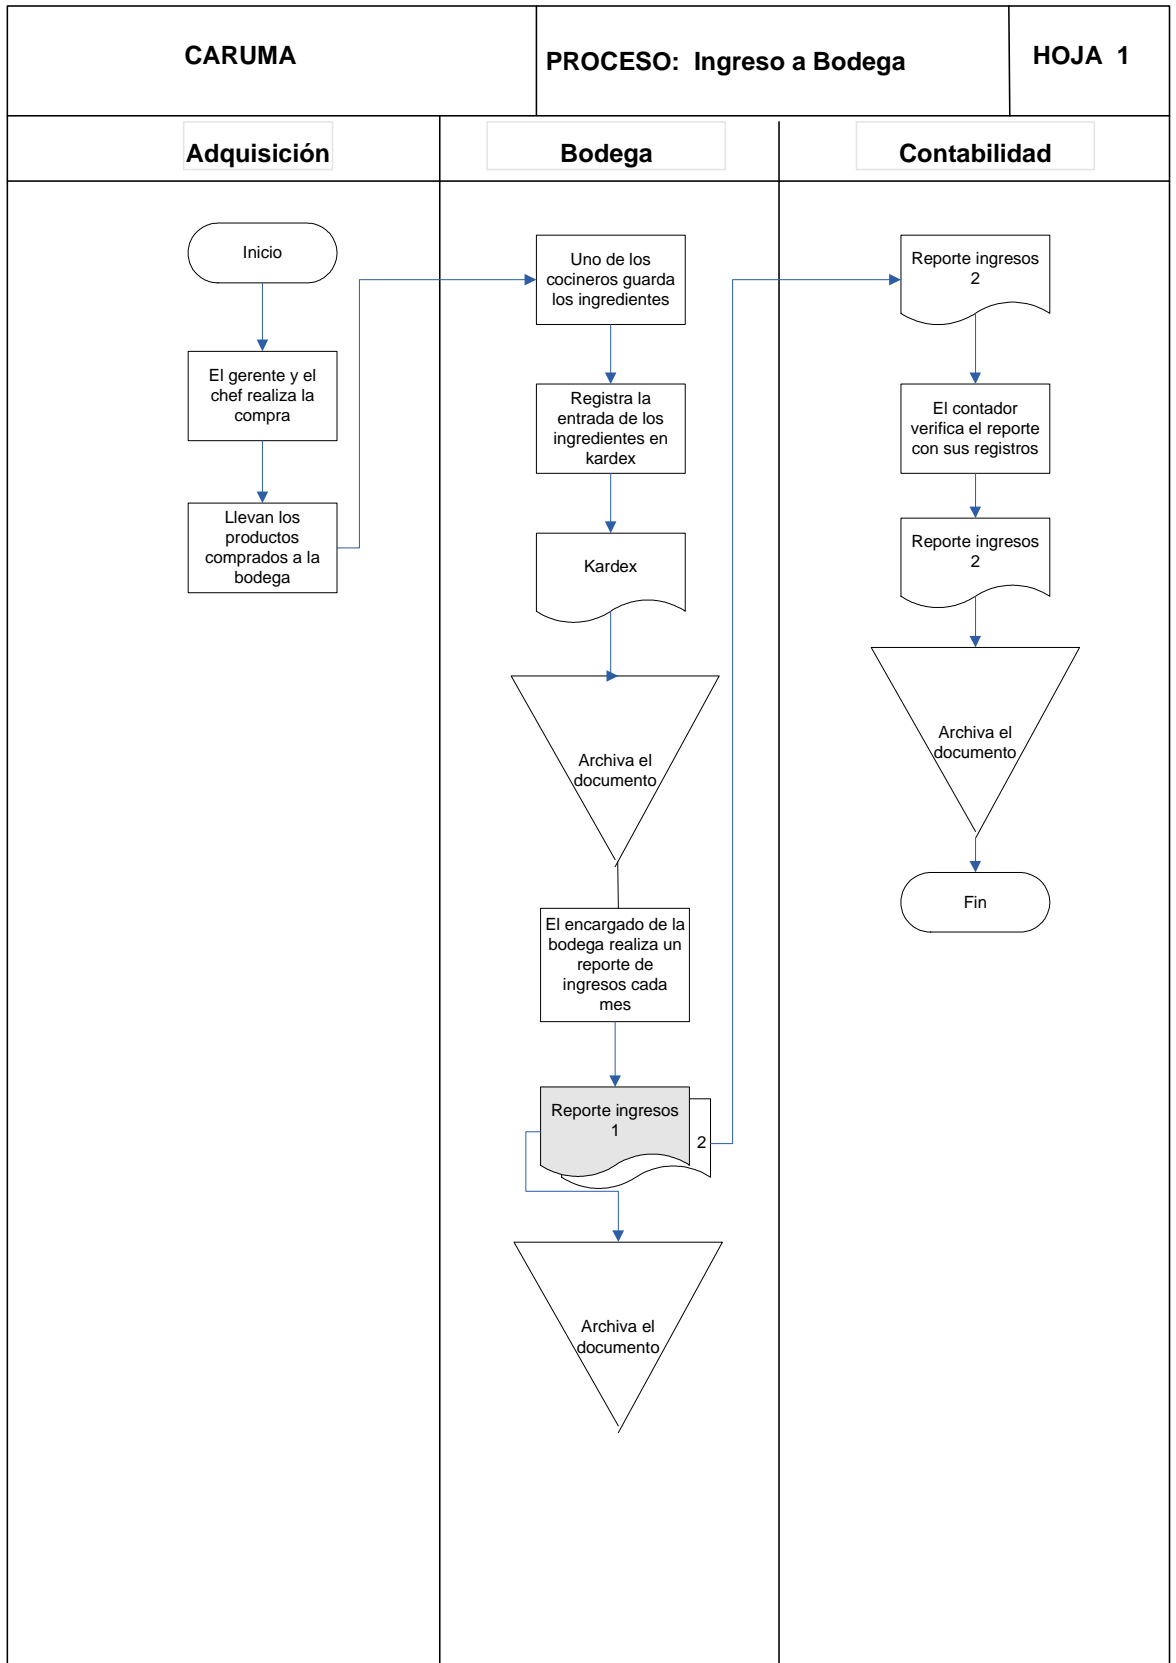 CARUMA
PROCESO: Ingreso a Bodega
HOJA 1
Adquisición
Bodega
Contabilidad
Inicio
El gerente y el
chef realiza la
compra
Llevan los
productos
comprados a la
bodega
Uno de los
cocineros guarda
los ingredientes
Registra la
entrada de los
ingredientes en
kardex
Kardex
Archiva el
documento
El encargado de la
bodega realiza un
reporte de
ingresos cada
mes
Reporte ingresos
1
2
Archiva el
documento
Reporte ingresos
2
El contador
verifica el reporte
con sus registros
Reporte ingresos
2
Archiva el
documento
Fin